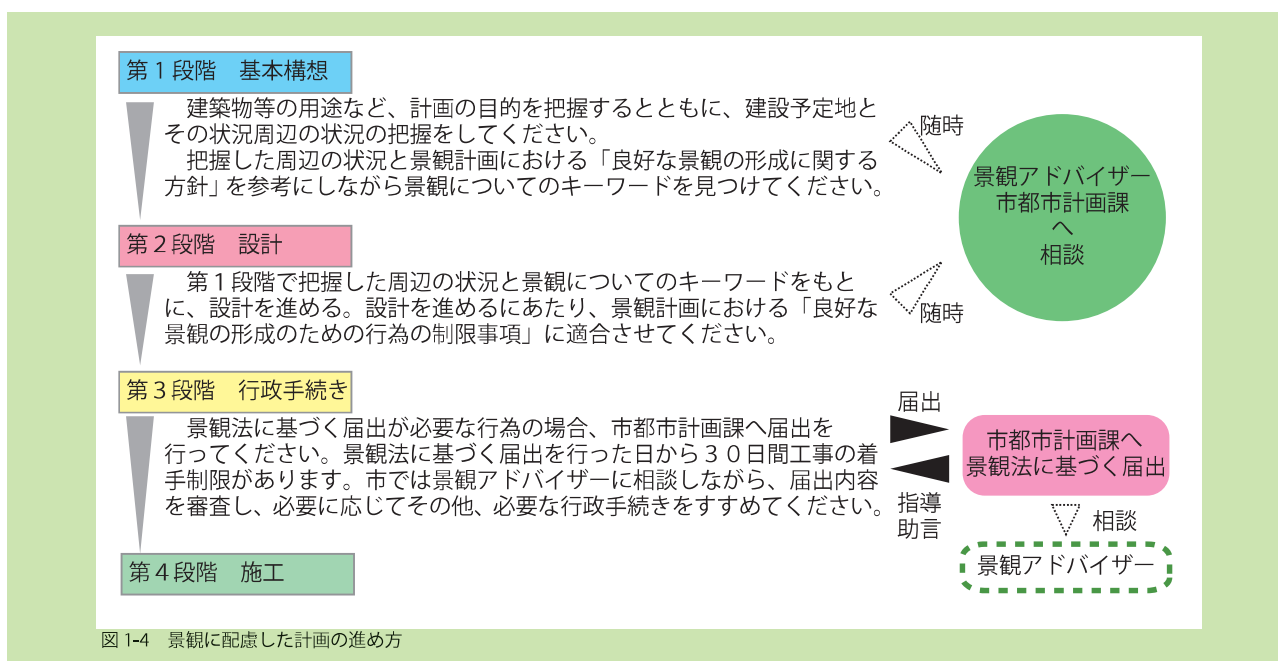 第１段階　基本構想
　建築物等の用途など、計画の目的を把握するとともに、建設予定地と
その状況周辺の状況の把握をしてください。
　把握した周辺の状況と景観計画における「良好な景観の形成に関する
方針」を参考にしながら景観についてのキーワードを見つけてください。
随時
景観アドバイザー
市都市計画課
へ
相談
第２段階　設計
　第１段階で把握した周辺の状況と景観についてのキーワードをもと
に、設計を進める。設計を進めるにあたり、景観計画における「良好な
景観の形成のための行為の制限事項」に適合させてください。
随時
第３段階　行政手続き
　景観法に基づく届出が必要な行為の場合、市都市計画課へ届出を
行ってください。景観法に基づく届出を行った日から３０日間工事の着
手制限があります。市では景観アドバイザーに相談しながら、届出内容
を審査し、必要に応じてその他、必要な行政手続きをすすめてください。
届出
指導
助言
市都市計画課へ
景観法に基づく届出
相談
景観アドバイザー
第４段階　施工
図 1-4　景観に配慮した計画の進め方